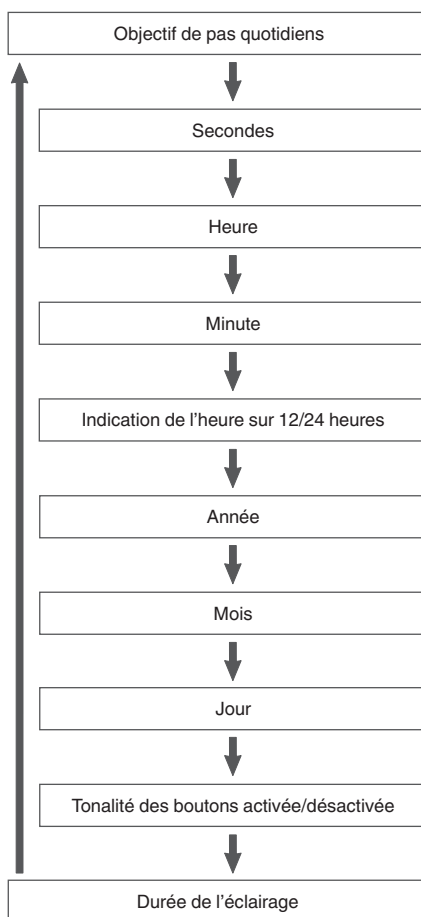 Objectif de pas quotidiens
Secondes
Heure
Minute
Indication de l’heure sur 12/24 heures
Année
Mois
Jour
Tonalité des boutons activée/désactivée
Durée de l’éclairage